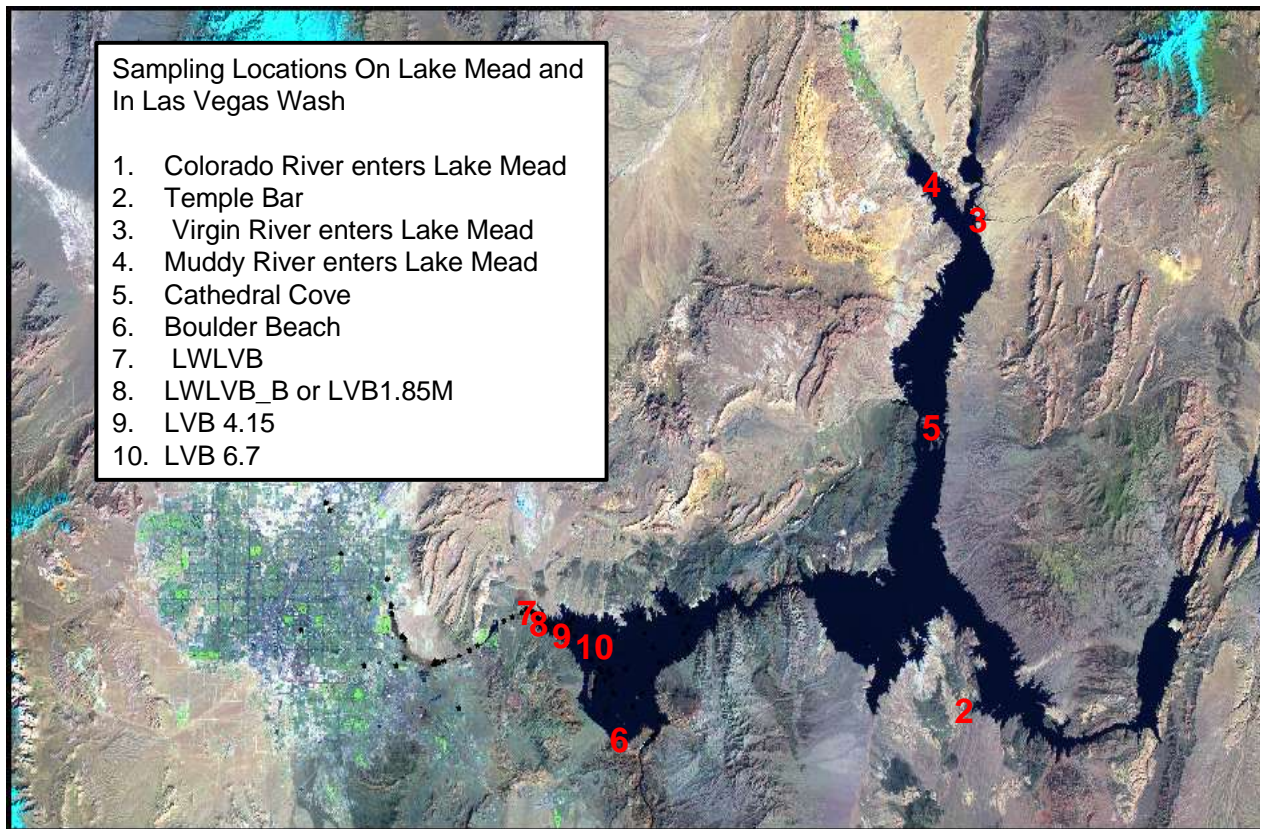 Sampling Locations On Lake Mead and
In Las Vegas Wash
1. Colorado River enters Lake Mead
2. Temple Bar
3. Virgin River enters Lake Mead
4. Muddy River enters Lake Mead
5. Cathedral Cove
6. Boulder Beach
7. LWLVB
8. LWLVB_B or LVB1.85M
9. LVB 4.15
10. LVB 6.7
4
3
5
7
8
9
10
2
6